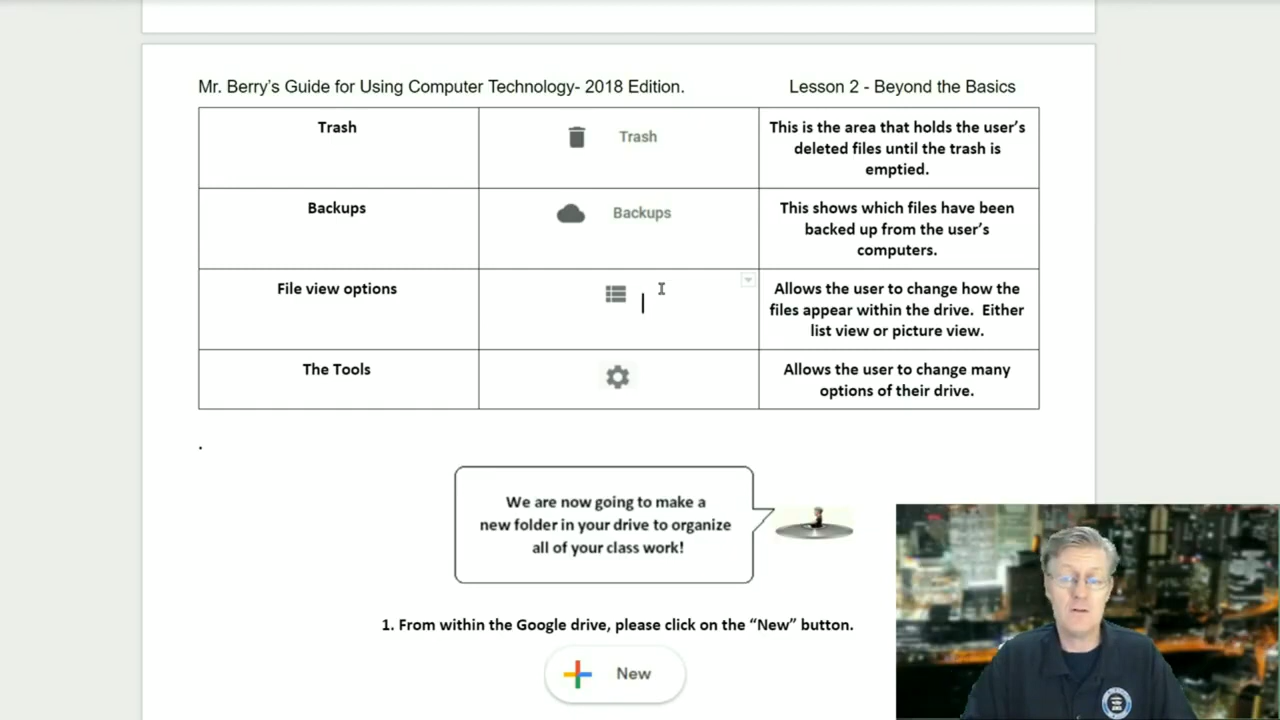 Mr. Berry's Guide for Using Computer Technology- 2018 Edition. Lesson 2 - Beyond the Basics
Trash
Trash
This is the area that holds the user's
deleted files until the trash is
emptied.
Backups
Backups
This shows which files have been
backed up from the user's
computers.
File view options
Allows the user to change how the
files appear within the drive. Either
list view or picture view.
The Tools
Allows the user to change many
options of their drive.
.
We are now going to make a
new folder in your drive to organize
all of your class work!
1. From within the Google drive, please click on the “New” button.
New